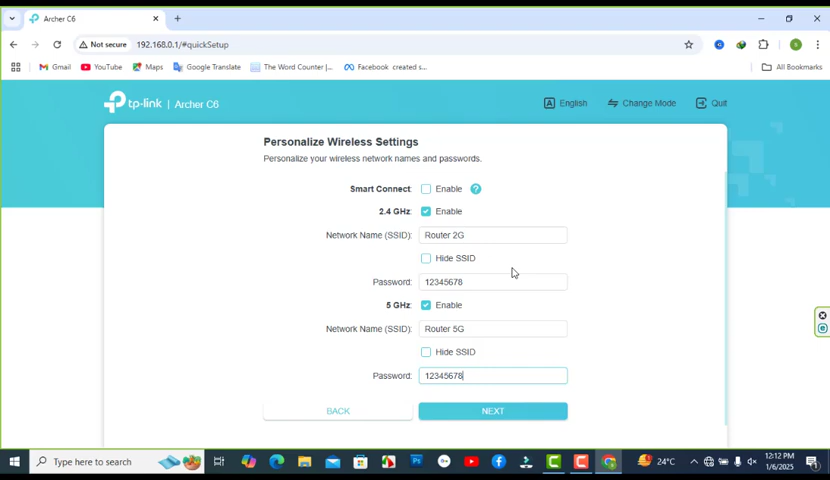 Archer C6
Not secure 192.168.0.1/#quickSetup
Gmail YouTube Maps Google Translate The Word Counter |... Facebook created s... All Bookmarks
tp-link | Archer C6 English Change Mode Quit
Personalize Wireless Settings
Personalize your wireless network names and passwords.
Smart Connect: Enable
2.4 GHz: Enable
Network Name (SSID): Router 2G
Hide SSID
Password: 12345678
5 GHz: Enable
Network Name (SSID): Router 5G
Hide SSID
Password: 12345678
BACK NEXT
Type here to search 24°C 12:12 PM
1/6/2025